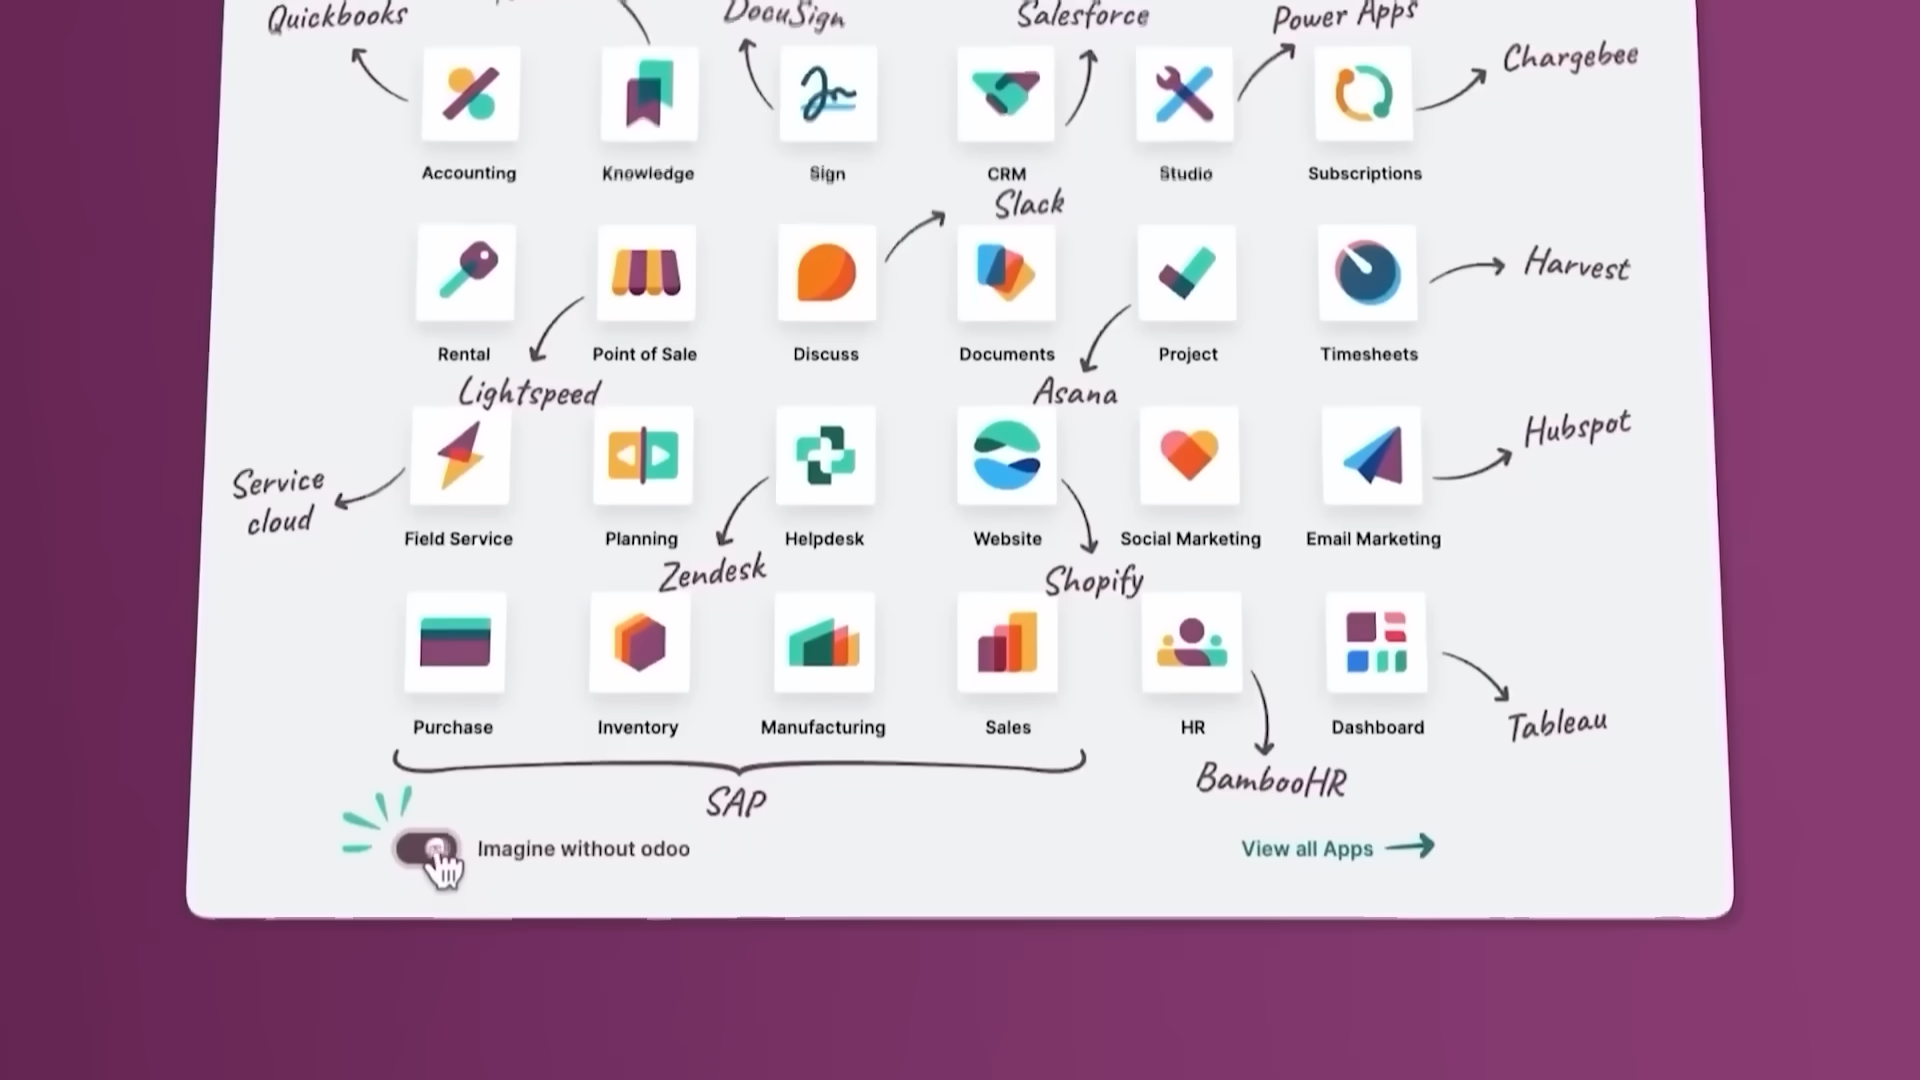 Quickbooks
DocuSign
Salesforce
Power Apps
Chargebee
Accounting
Knowledge
Sign
CRM
Studio
Subscriptions
Slack
Harvest
Rental
Point of Sale
Discuss
Documents
Project
Timesheets
Lightspeed
Asana
Hubspot
Service
cloud
Field Service
Planning
Helpdesk
Website
Social Marketing
Email Marketing
Zendesk
Shopify
Purchase
Inventory
Manufacturing
Sales
HR
Dashboard
Tableau
SAP
BambooHR
Imagine without odoo
View all Apps